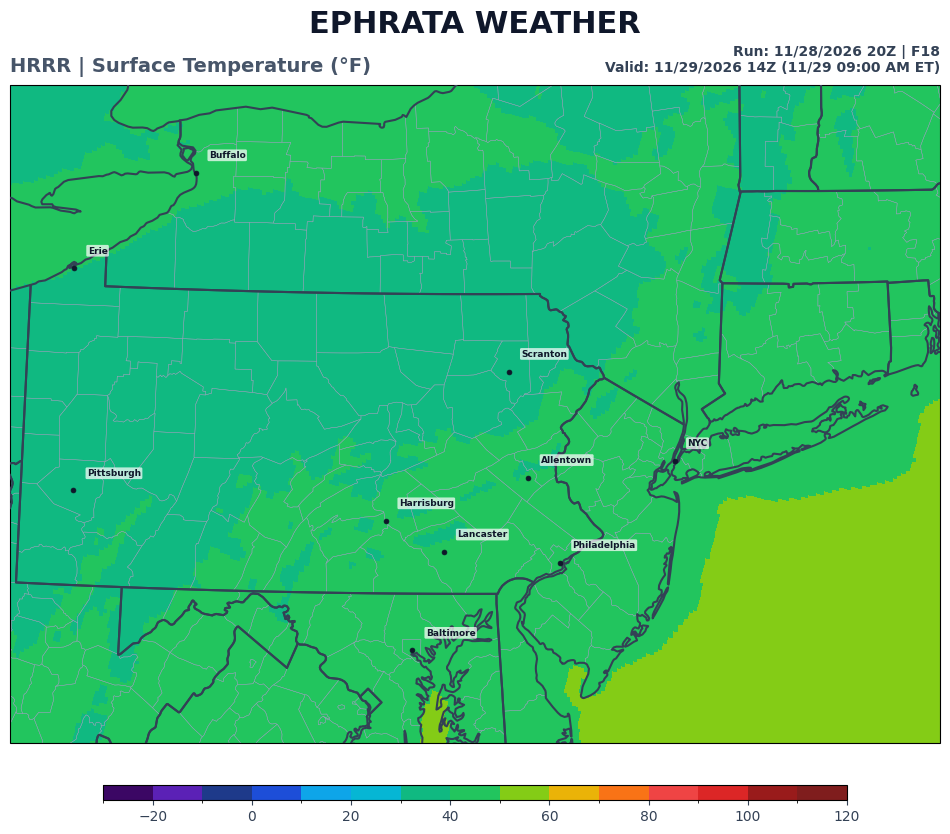 EPHRATA WEATHER
HRRR | Surface Temperature (°F)
Run: 11/28/2026 20Z | F18
Valid: 11/29/2026 14Z (11/29 09:00 AM ET)
Buffalo
Erie
Scranton
NYC
Allentown
Pittsburgh
Harrisburg
Lancaster
Philadelphia
Baltimore
−20 0 20 40 60 80 100 120